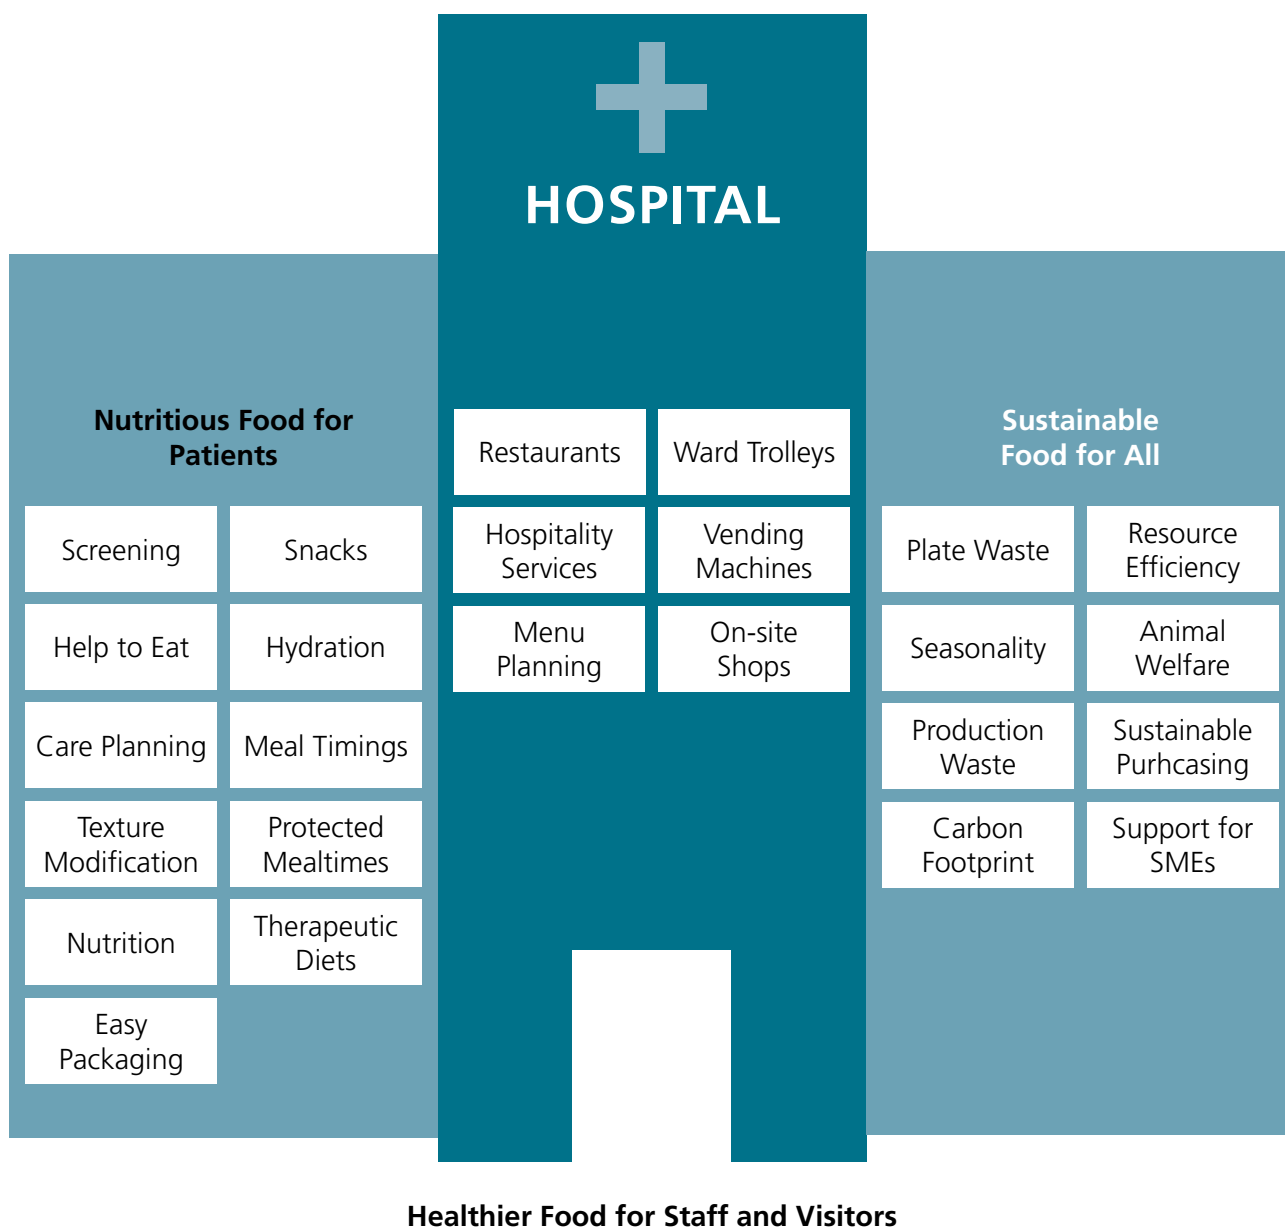 HOSPITAL
Nutritious Food for
Patients
Screening
Snacks
Help to Eat
Hydration
Care Planning
Meal Timings
Texture
Modification
Protected
Mealtimes
Nutrition
Therapeutic
Diets
Easy
Packaging
Restaurants
Ward Trolleys
Hospitality
Services
Vending
Machines
Menu
Planning
On-site
Shops
Sustainable
Food for All
Plate Waste
Resource
Efficiency
Seasonality
Animal
Welfare
Production
Waste
Sustainable
Purhcasing
Carbon
Footprint
Support for
SMEs
Healthier Food for Staff and Visitors